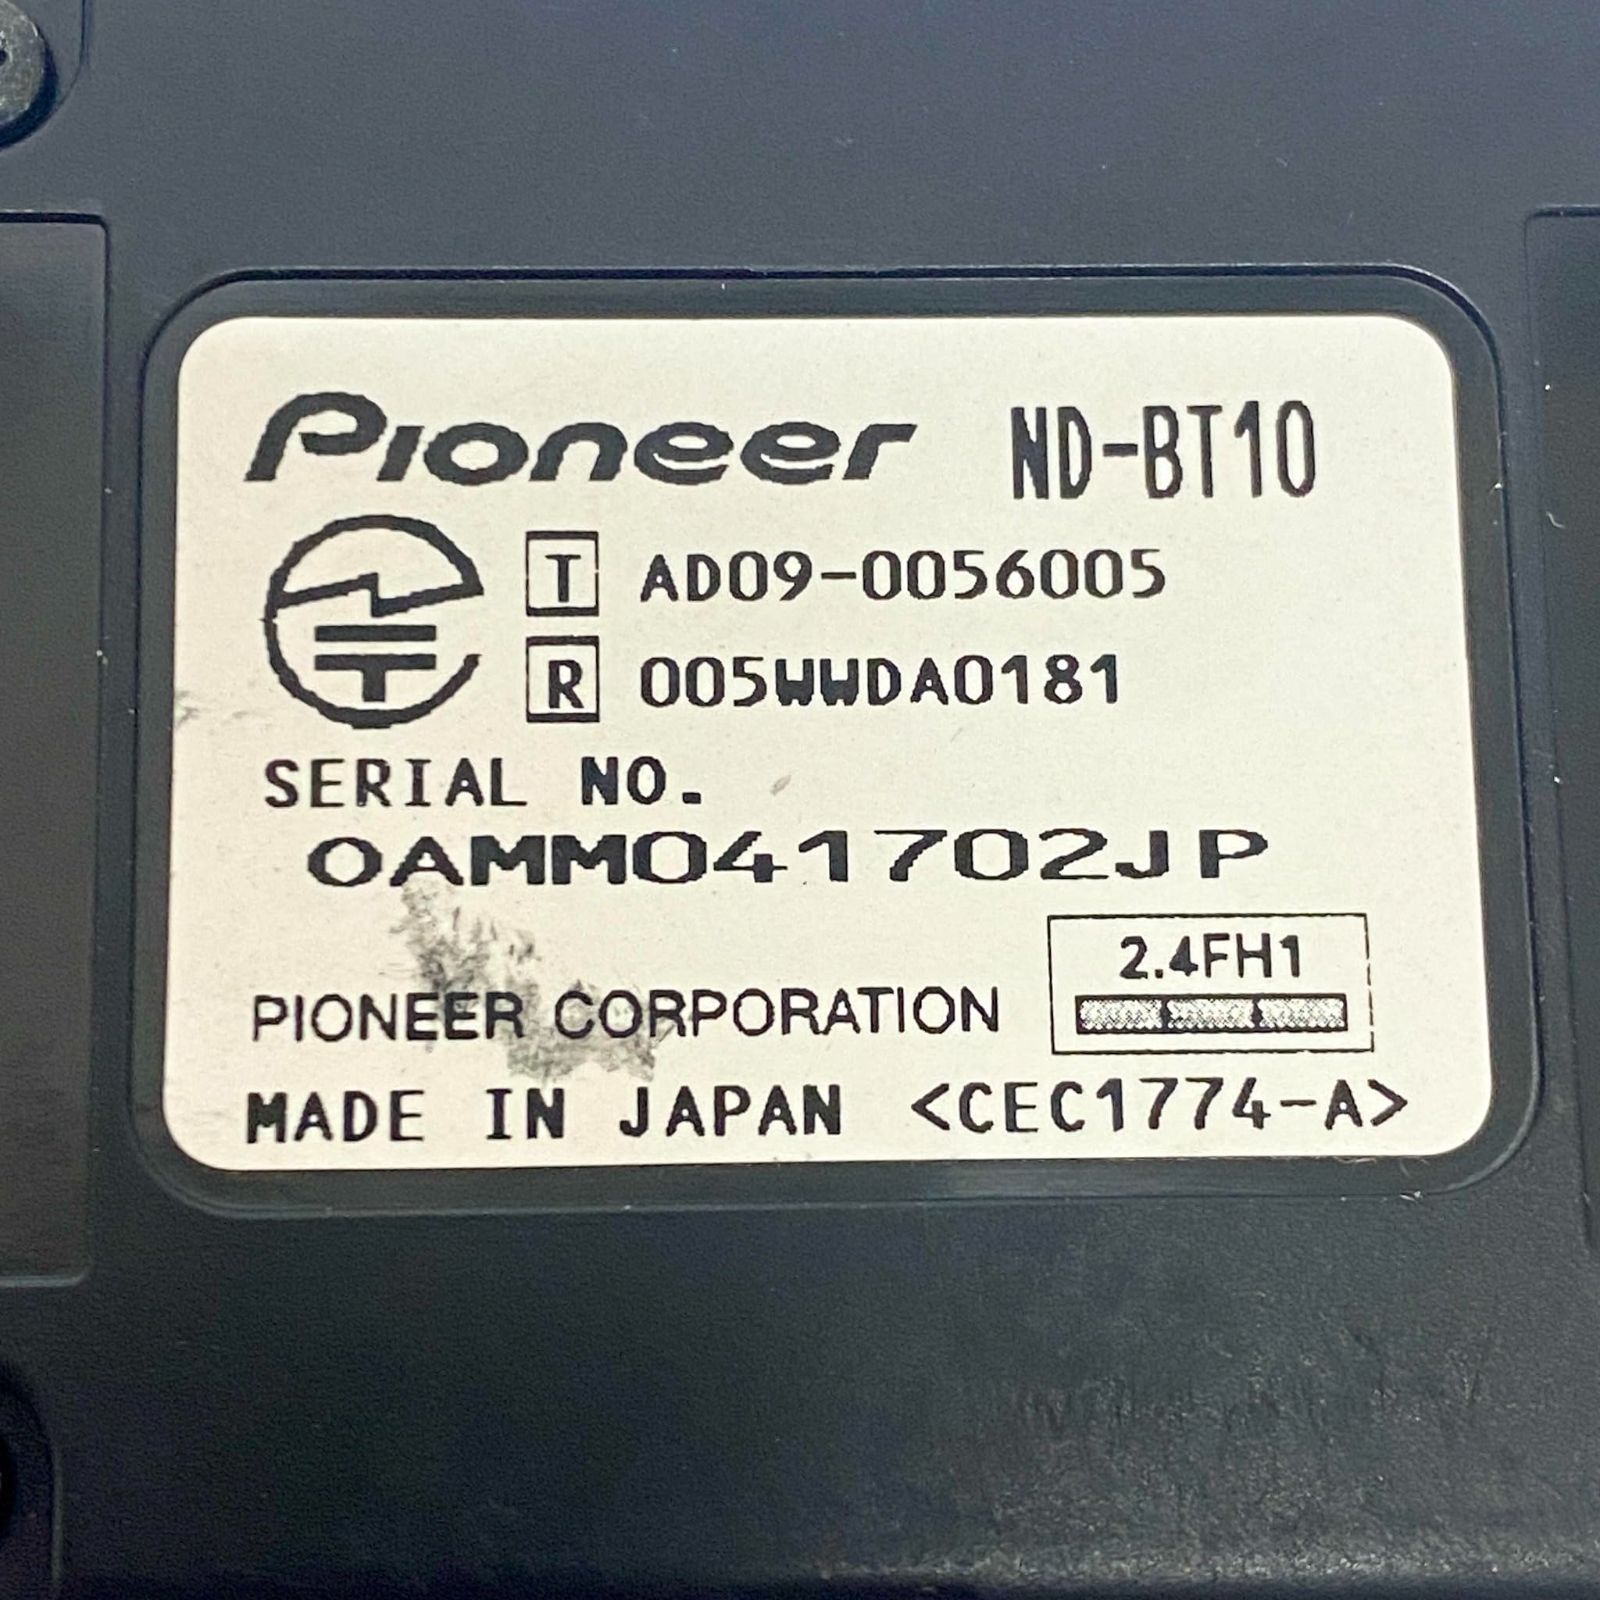 Pioneer ND-BT10
T AD09-0056005
R 005WWDA0181
SERIAL NO.
OAMM041702JP
2.4FH1
PIONEER CORPORATION
MADE IN JAPAN <CEC1774-A>